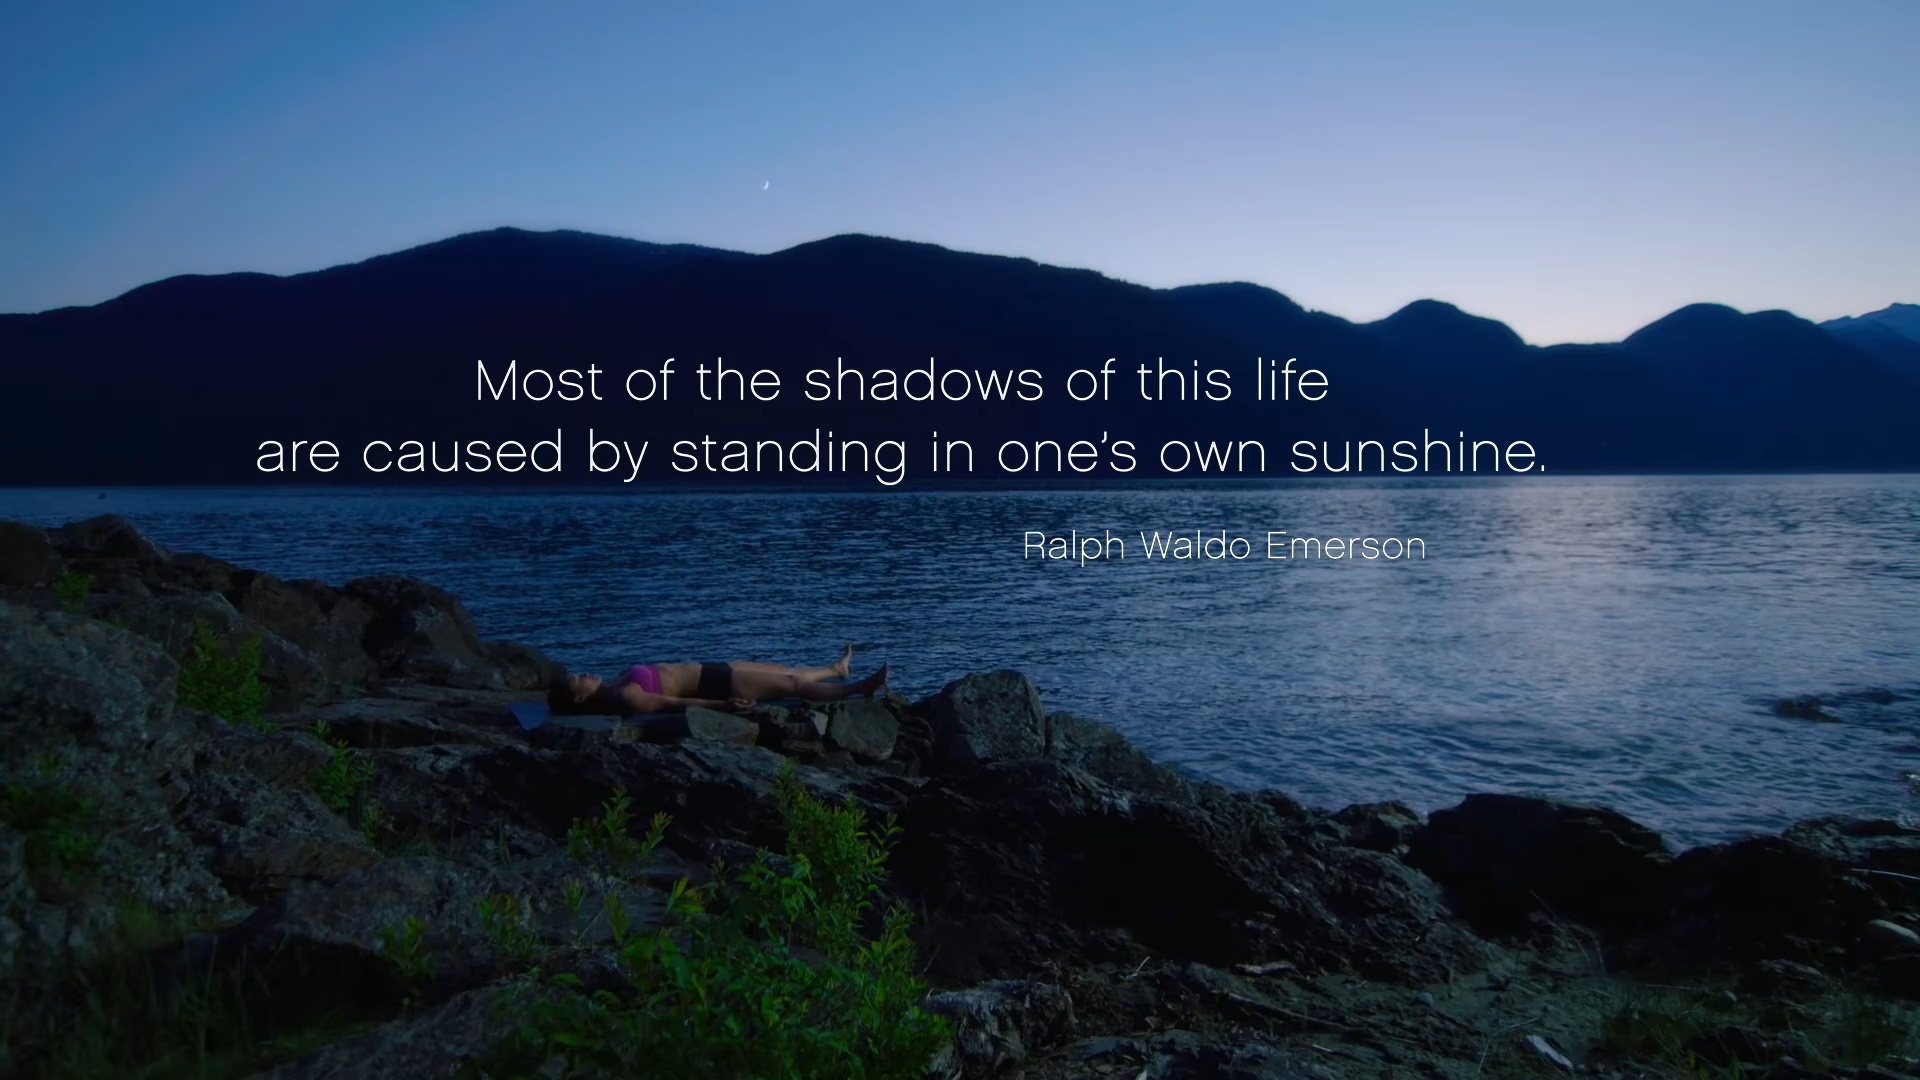 Most of the shadows of this life
are caused by standing in one's own sunshine.
Ralph Waldo Emerson